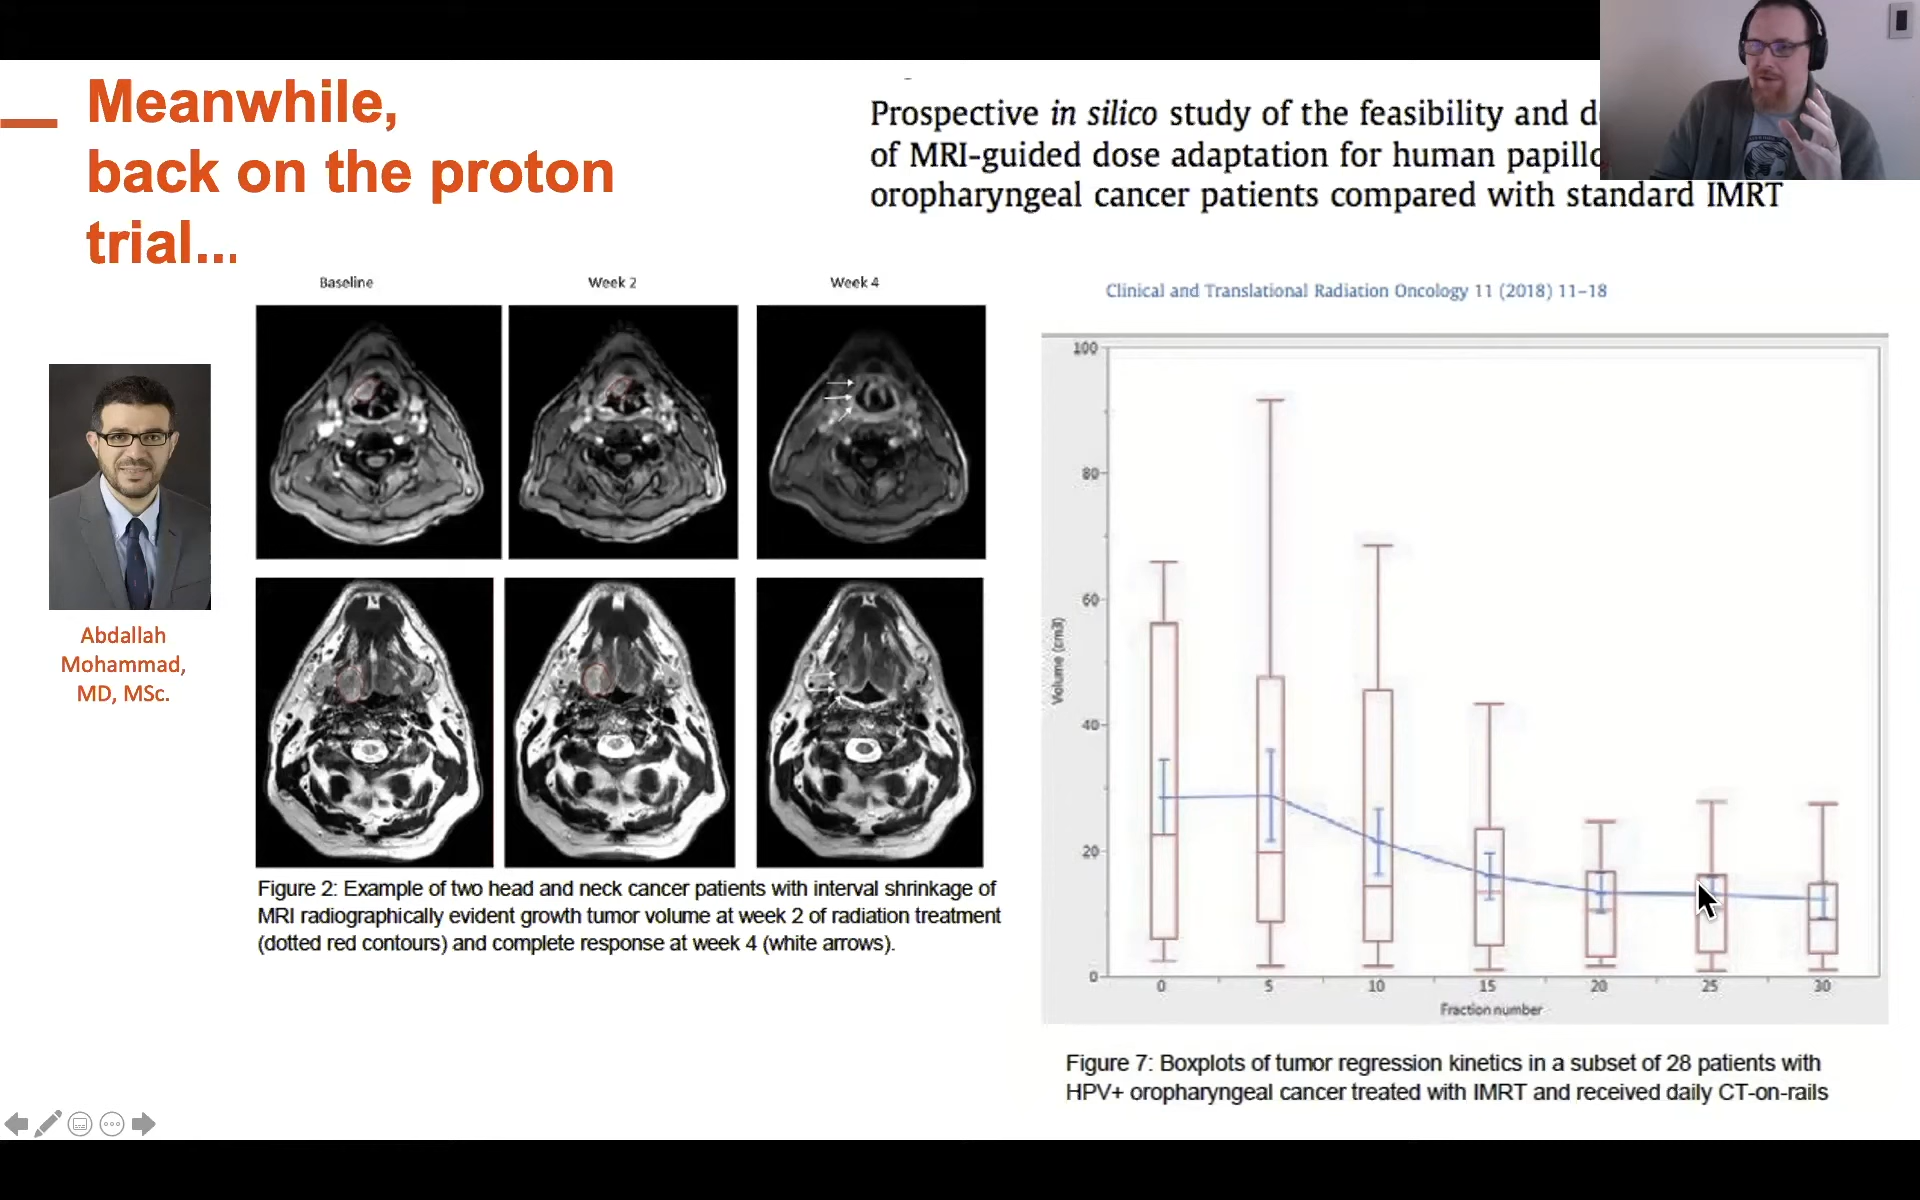 Meanwhile,
back on the proton
trial...
Prospective in silico study of the feasibility and
of MRI-guided dose adaptation for human
oropharyngeal cancer patients compared with standard IMRT
Clinical and Translational Radiation Oncology 11 (2018) 11–18
Baseline
Week 2
Week 4
Abdallah
Mohammad,
MD, MSc.
Figure 2: Example of two head and neck cancer patients with interval shrinkage of
MRI radiographically evident growth tumor volume at week 2 of radiation treatment
(dotted red contours) and complete response at week 4 (white arrows).
100
80
60
40
20
0
Volume (cm3)
0
5
10
15
20
25
30
Fraction number
Figure 7: Boxplots of tumor regression kinetics in a subset of 28 patients with
HPV+ oropharyngeal cancer treated with IMRT and received daily CT-on-rails